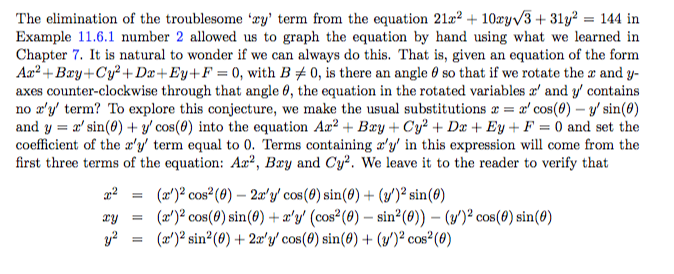 The elimination of the troublesome ‘xy’ term from the equation 21x² + 10xy√3 + 31y² = 144 in
Example 11.6.1 number 2 allowed us to graph the equation by hand using what we learned in
Chapter 7. It is natural to wonder if we can always do this. That is, given an equation of the form
Ax²+Bxy+Cy²+Dx+Ey+F = 0, with B ≠ 0, is there an angle θ so that if we rotate the x and y-
axes counter-clockwise through that angle θ, the equation in the rotated variables x′ and y′ contains
no x′y′ term? To explore this conjecture, we make the usual substitutions x = x′ cos(θ) − y′ sin(θ)
and y = x′ sin(θ) + y′ cos(θ) into the equation Ax² + Bxy + Cy² + Dx + Ey + F = 0 and set the
coefficient of the x′y′ term equal to 0. Terms containing x′y′ in this expression will come from the
first three terms of the equation: Ax², Bxy and Cy². We leave it to the reader to verify that
x² = (x′)² cos²(θ) − 2x′y′ cos(θ) sin(θ) + (y′)² sin(θ)
xy = (x′)² cos(θ) sin(θ) + x′y′ (cos²(θ) − sin²(θ)) − (y′)² cos(θ) sin(θ)
y² = (x′)² sin²(θ) + 2x′y′ cos(θ) sin(θ) + (y′)² cos²(θ)